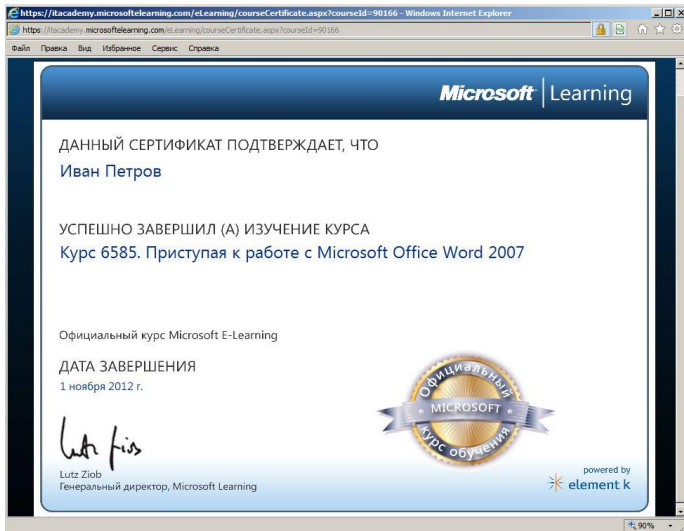 https://itacademy.microsoftelearning.com/eLearning/courseCertificate.aspx?courseId=90166 - Windows Internet Explorer
https://itacademy.microsoftelearning.com/eLearning/courseCertificate.aspx?courseId=90166
Файл Правка Вид Избранное Сервис Справка
Microsoft Learning
ДАННЫЙ СЕРТИФИКАТ ПОДТВЕРЖДАЕТ, ЧТО
Иван Петров
УСПЕШНО ЗАВЕРШИЛ (А) ИЗУЧЕНИЕ КУРСА
Курс 6585. Приступая к работе с Microsoft Office Word 2007
Официальный курс Microsoft E-Learning
ДАТА ЗАВЕРШЕНИЯ
1 ноября 2012 г.
Официальный
MICROSOFT
курс обучения
Lutz Ziob
Генеральный директор, Microsoft Learning
powered by
element k
90%